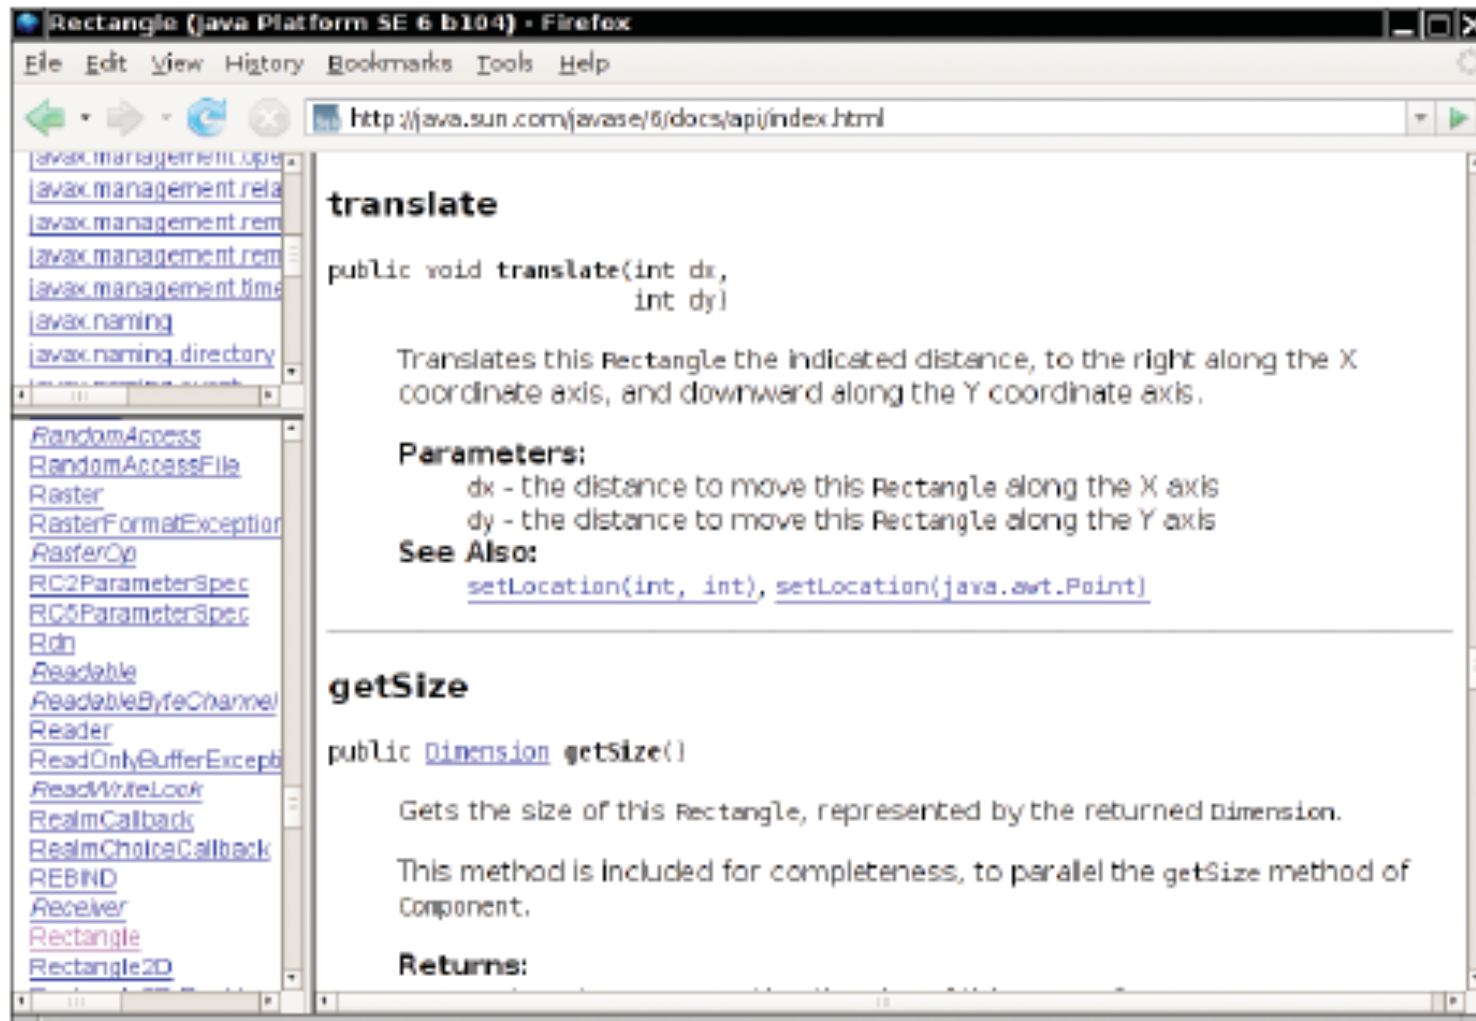 Rectangle (Java Platform SE 6 b104) - Firefox
File Edit View History Bookmarks Tools Help
http://java.sun.com/javase/6/docs/api/index.html
javax.management.ope
javax.management.rela
javax.management.rem
javax.management.rem
javax.management.time
javax.naming
javax.naming.directory
RandomAccess
RandomAccessFile
Raster
RasterFormatException
RasterOp
RC2ParameterSpec
RC5ParameterSpec
Rdn
Readable
ReadableByteChannel
Reader
ReadOnlyBufferExcepti
ReadWriteLock
RealmCallback
RealmChoiceCallback
REBIND
Receiver
Rectangle
Rectangle2D
translate
public void translate(int dx,
int dy)
Translates this Rectangle the indicated distance, to the right along the X
coordinate axis, and downward along the Y coordinate axis.
Parameters:
dx - the distance to move this Rectangle along the X axis
dy - the distance to move this Rectangle along the Y axis
See Also:
setLocation(int, int), setLocation(java.awt.Point)
getSize
public Dimension getSize()
Gets the size of this Rectangle, represented by the returned Dimension.
This method is included for completeness, to parallel the getSize method of
Component.
Returns: